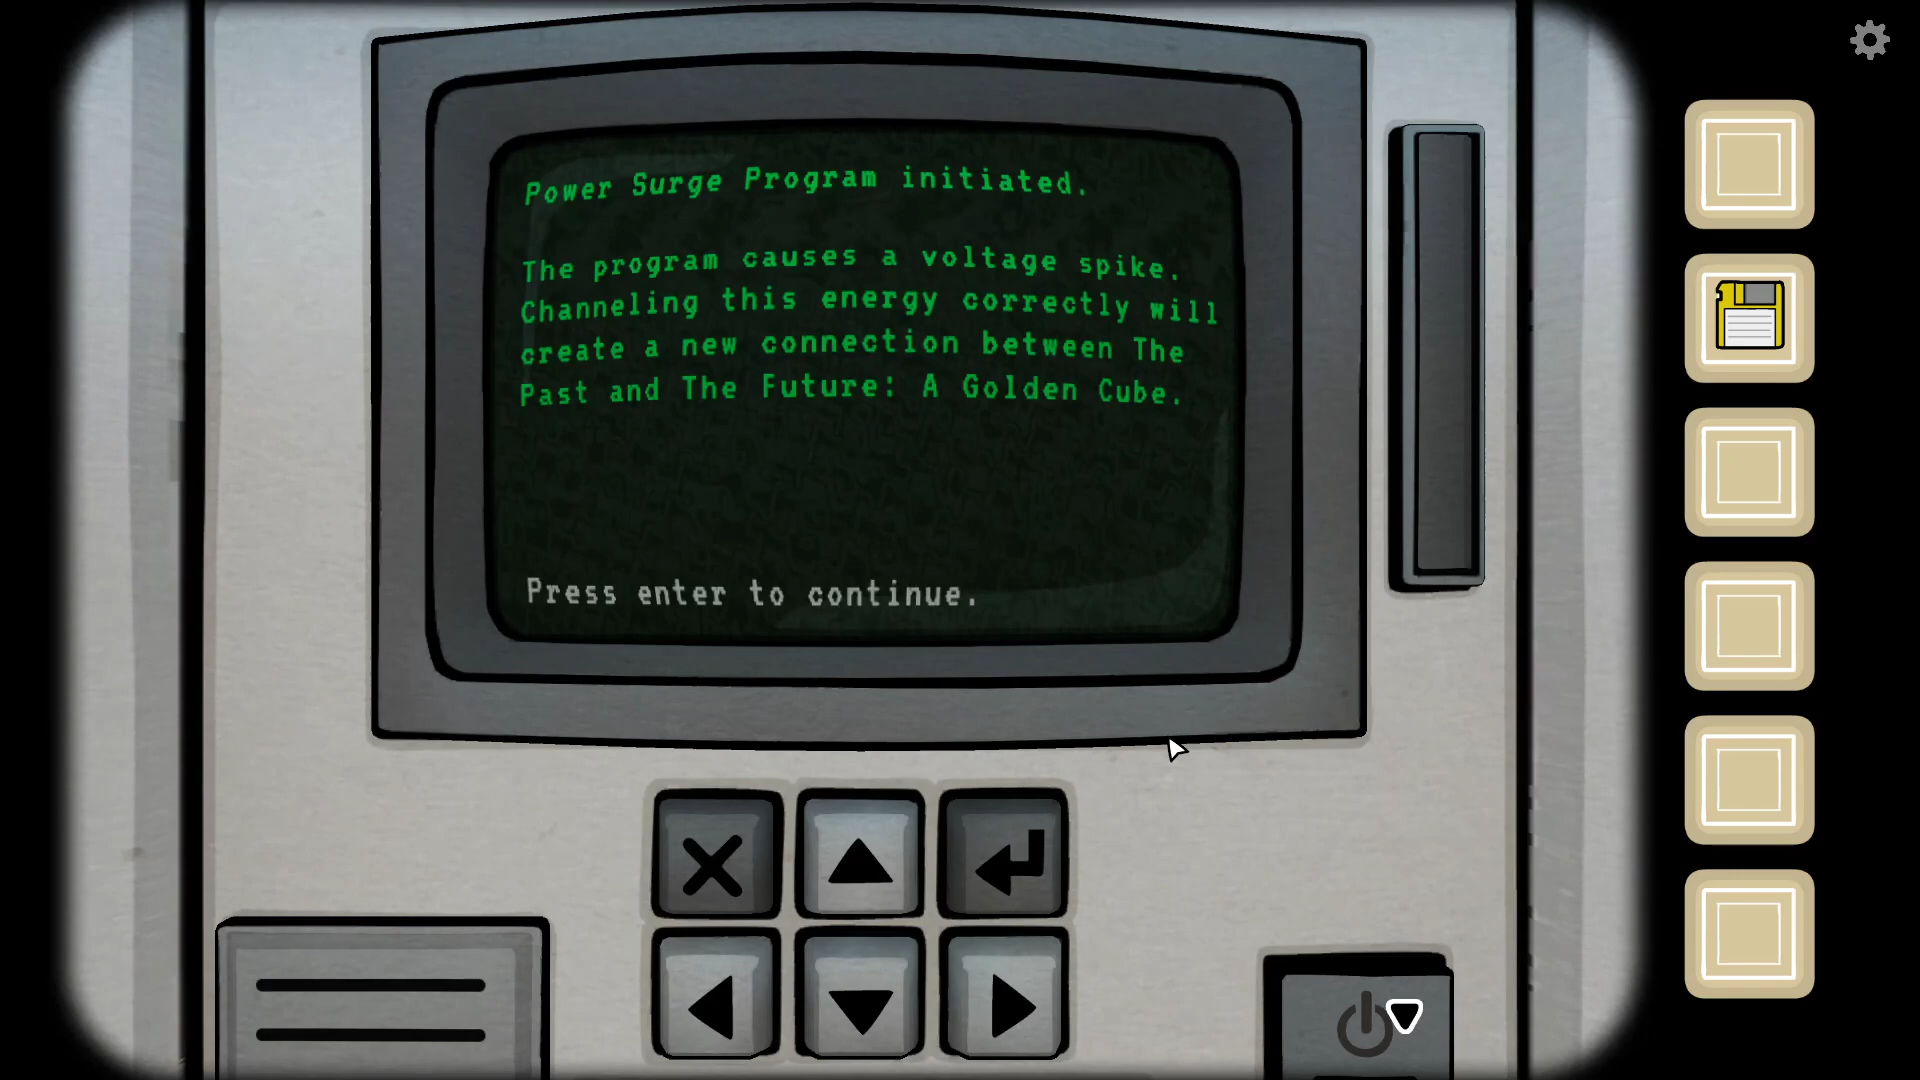 Power Surge Program initiated.
The program causes a voltage spike.
Channeling this energy correctly will
create a new connection between The
Past and The Future: A Golden Cube.
Press enter to continue.